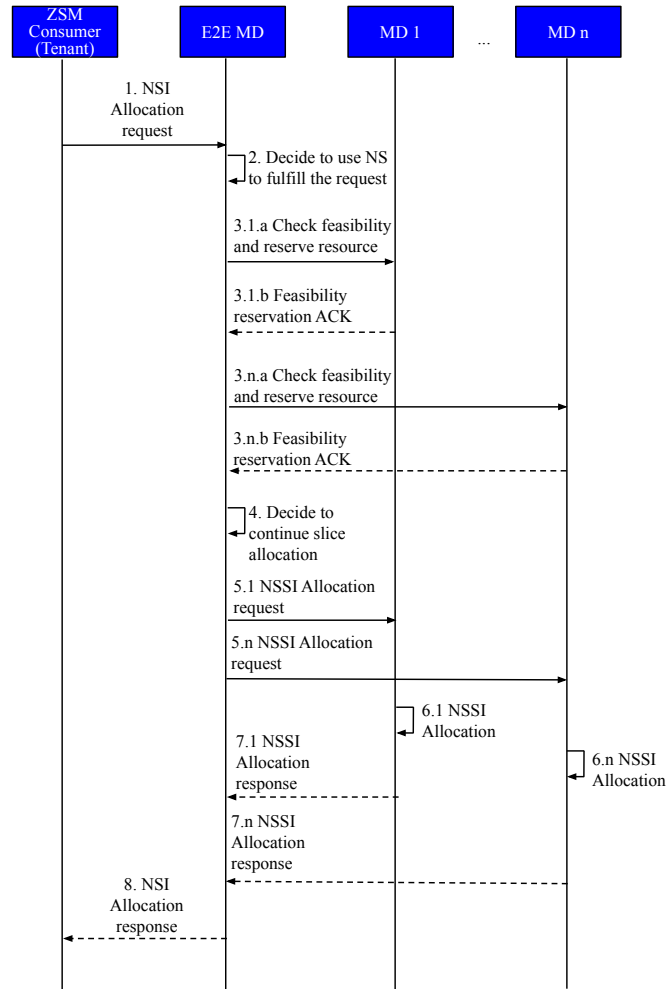 ZSM
Consumer
(Tenant)
E2E MD
MD 1
...
MD n
1. NSI
Allocation
request
2. Decide to use NS
to fulfill the request
3.1.a Check feasibility
and reserve resource
3.1.b Feasibility
reservation ACK
3.n.a Check feasibility
and reserve resource
3.n.b Feasibility
reservation ACK
4. Decide to
continue slice
allocation
5.1 NSSI Allocation
request
5.n NSSI Allocation
request
6.1 NSSI
Allocation
7.1 NSSI
Allocation
response
6.n NSSI
Allocation
7.n NSSI
Allocation
response
8. NSI
Allocation
response